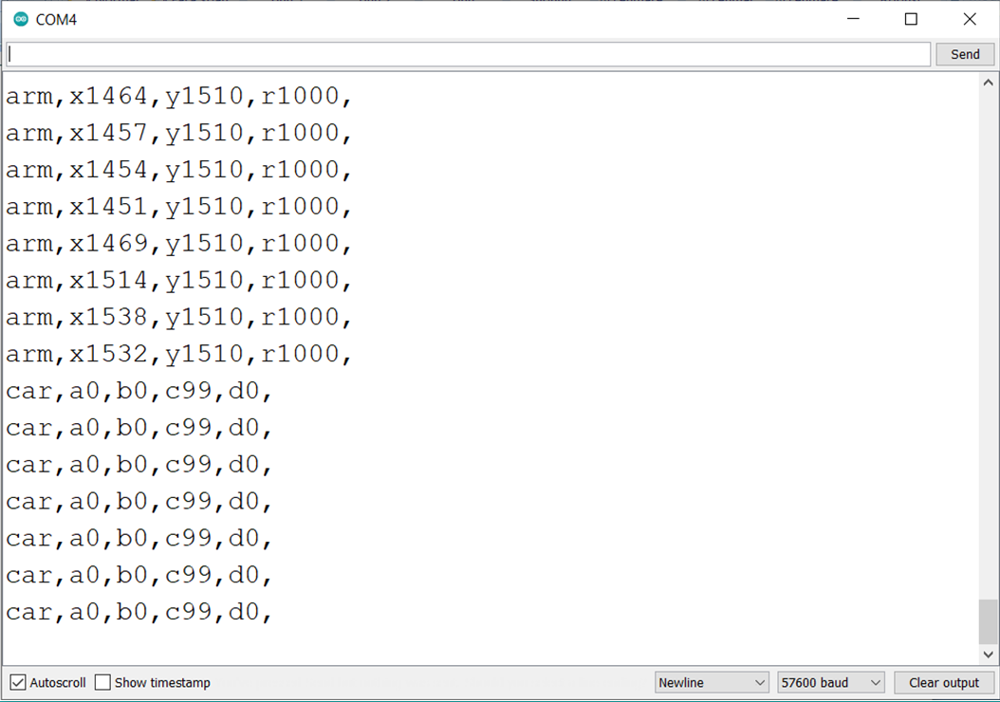 COM4
Send
arm,x1464,y1510,r1000,
arm,x1457,y1510,r1000,
arm,x1454,y1510,r1000,
arm,x1451,y1510,r1000,
arm,x1469,y1510,r1000,
arm,x1514,y1510,r1000,
arm,x1538,y1510,r1000,
arm,x1532,y1510,r1000,
car,a0,b0,c99,d0,
car,a0,b0,c99,d0,
car,a0,b0,c99,d0,
car,a0,b0,c99,d0,
car,a0,b0,c99,d0,
car,a0,b0,c99,d0,
car,a0,b0,c99,d0,
Autoscroll Show timestamp Newline 57600 baud Clear output